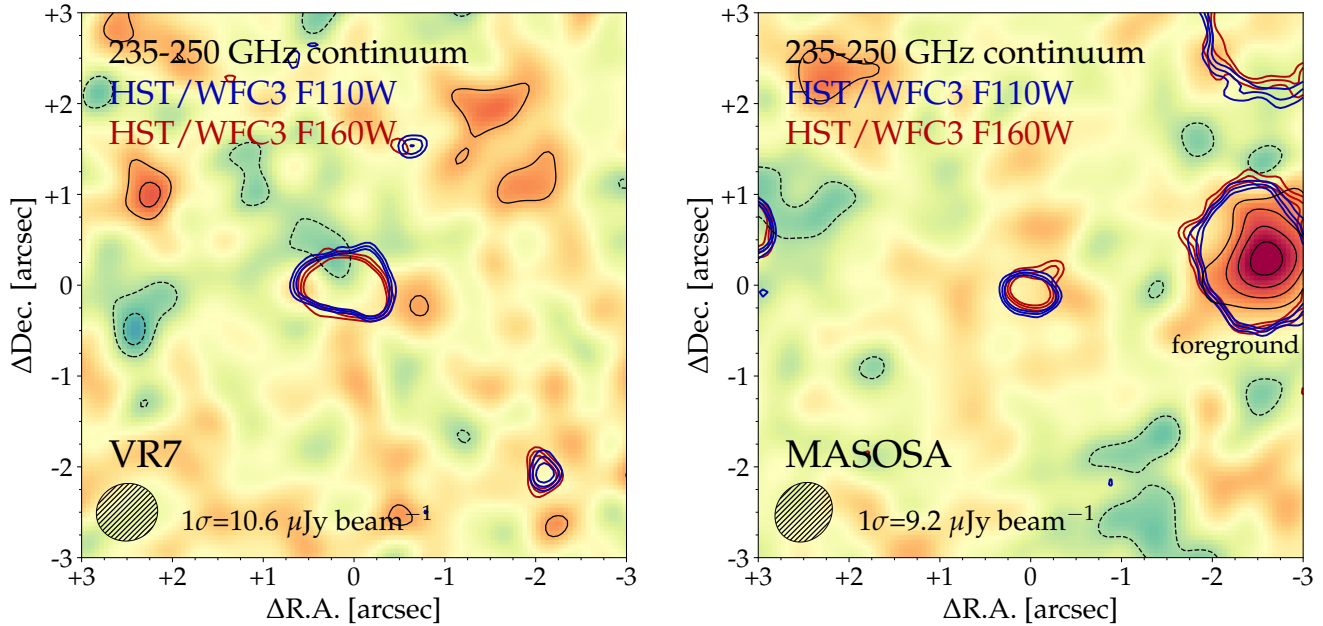 235-250 GHz continuum
HST/WFC3 F110W
HST/WFC3 F160W
VR7
1σ=10.6 μJy beam⁻¹
+3
+2
+1
0
-1
-2
-3
ΔDec. [arcsec]
+3 +2 +1 0 -1 -2 -3
ΔR.A. [arcsec]
235-250 GHz continuum
HST/WFC3 F110W
HST/WFC3 F160W
foreground
MASOSA
1σ=9.2 μJy beam⁻¹
+3
+2
+1
0
-1
-2
-3
ΔDec. [arcsec]
+3 +2 +1 0 -1 -2 -3
ΔR.A. [arcsec]